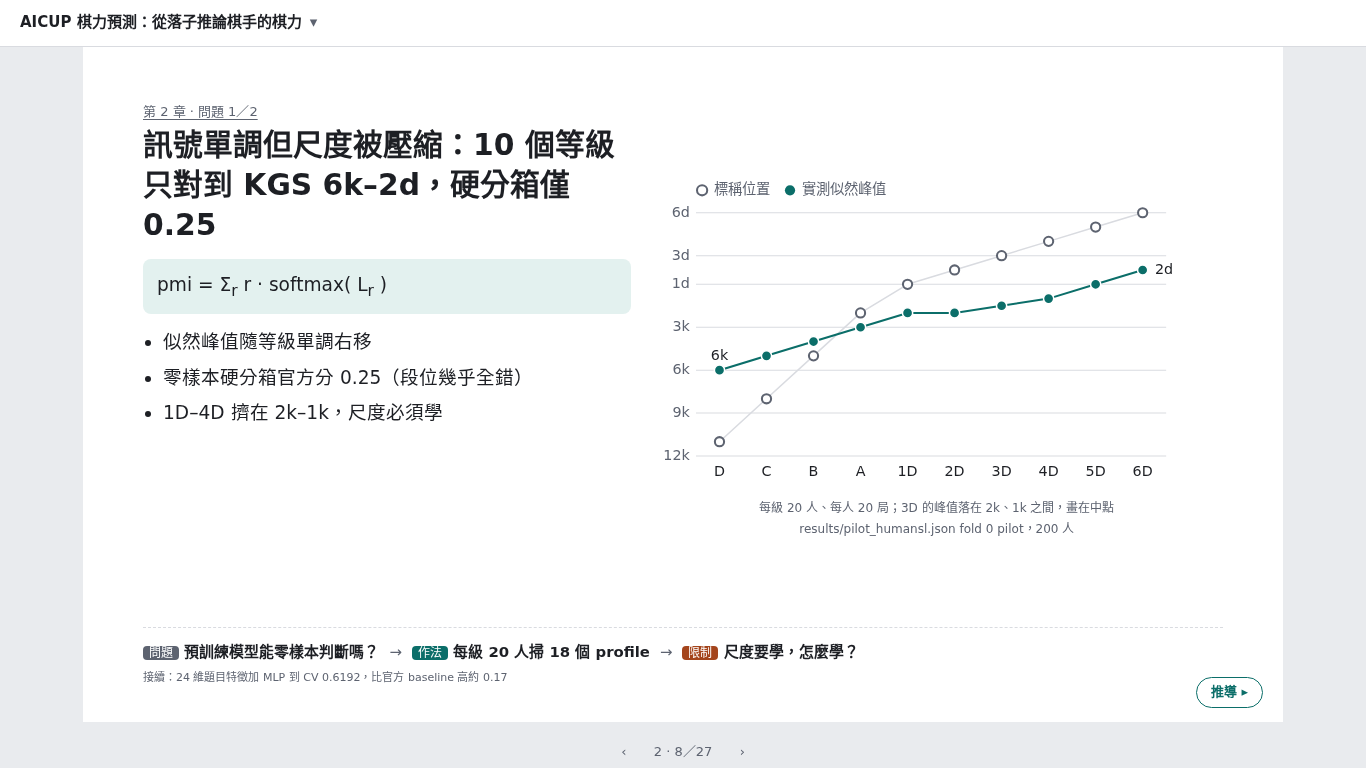 AICUP 棋力預測：從落子推論棋手的棋力 ▾
第 2 章 · 問題 1／2
訊號單調但尺度被壓縮：10 個等級
只對到 KGS 6k–2d，硬分箱僅
0.25
pmi = Σr r · softmax( Lr )
• 似然峰值隨等級單調右移
• 零樣本硬分箱官方分 0.25（段位幾乎全錯）
• 1D–4D 擠在 2k–1k，尺度必須學
標稱位置 實測似然峰值
6d
3d
1d
3k
6k
9k
12k
6k
2d
D C B A 1D 2D 3D 4D 5D 6D
每級 20 人、每人 20 局；3D 的峰值落在 2k、1k 之間，畫在中點
results/pilot_humansl.json fold 0 pilot，200 人
問題 預訓練模型能零樣本判斷嗎？ → 作法 每級 20 人掃 18 個 profile → 限制 尺度要學，怎麼學？
接續：24 維題目特徵加 MLP 到 CV 0.6192，比官方 baseline 高約 0.17
推導 ▸
‹ 2 · 8／27 ›